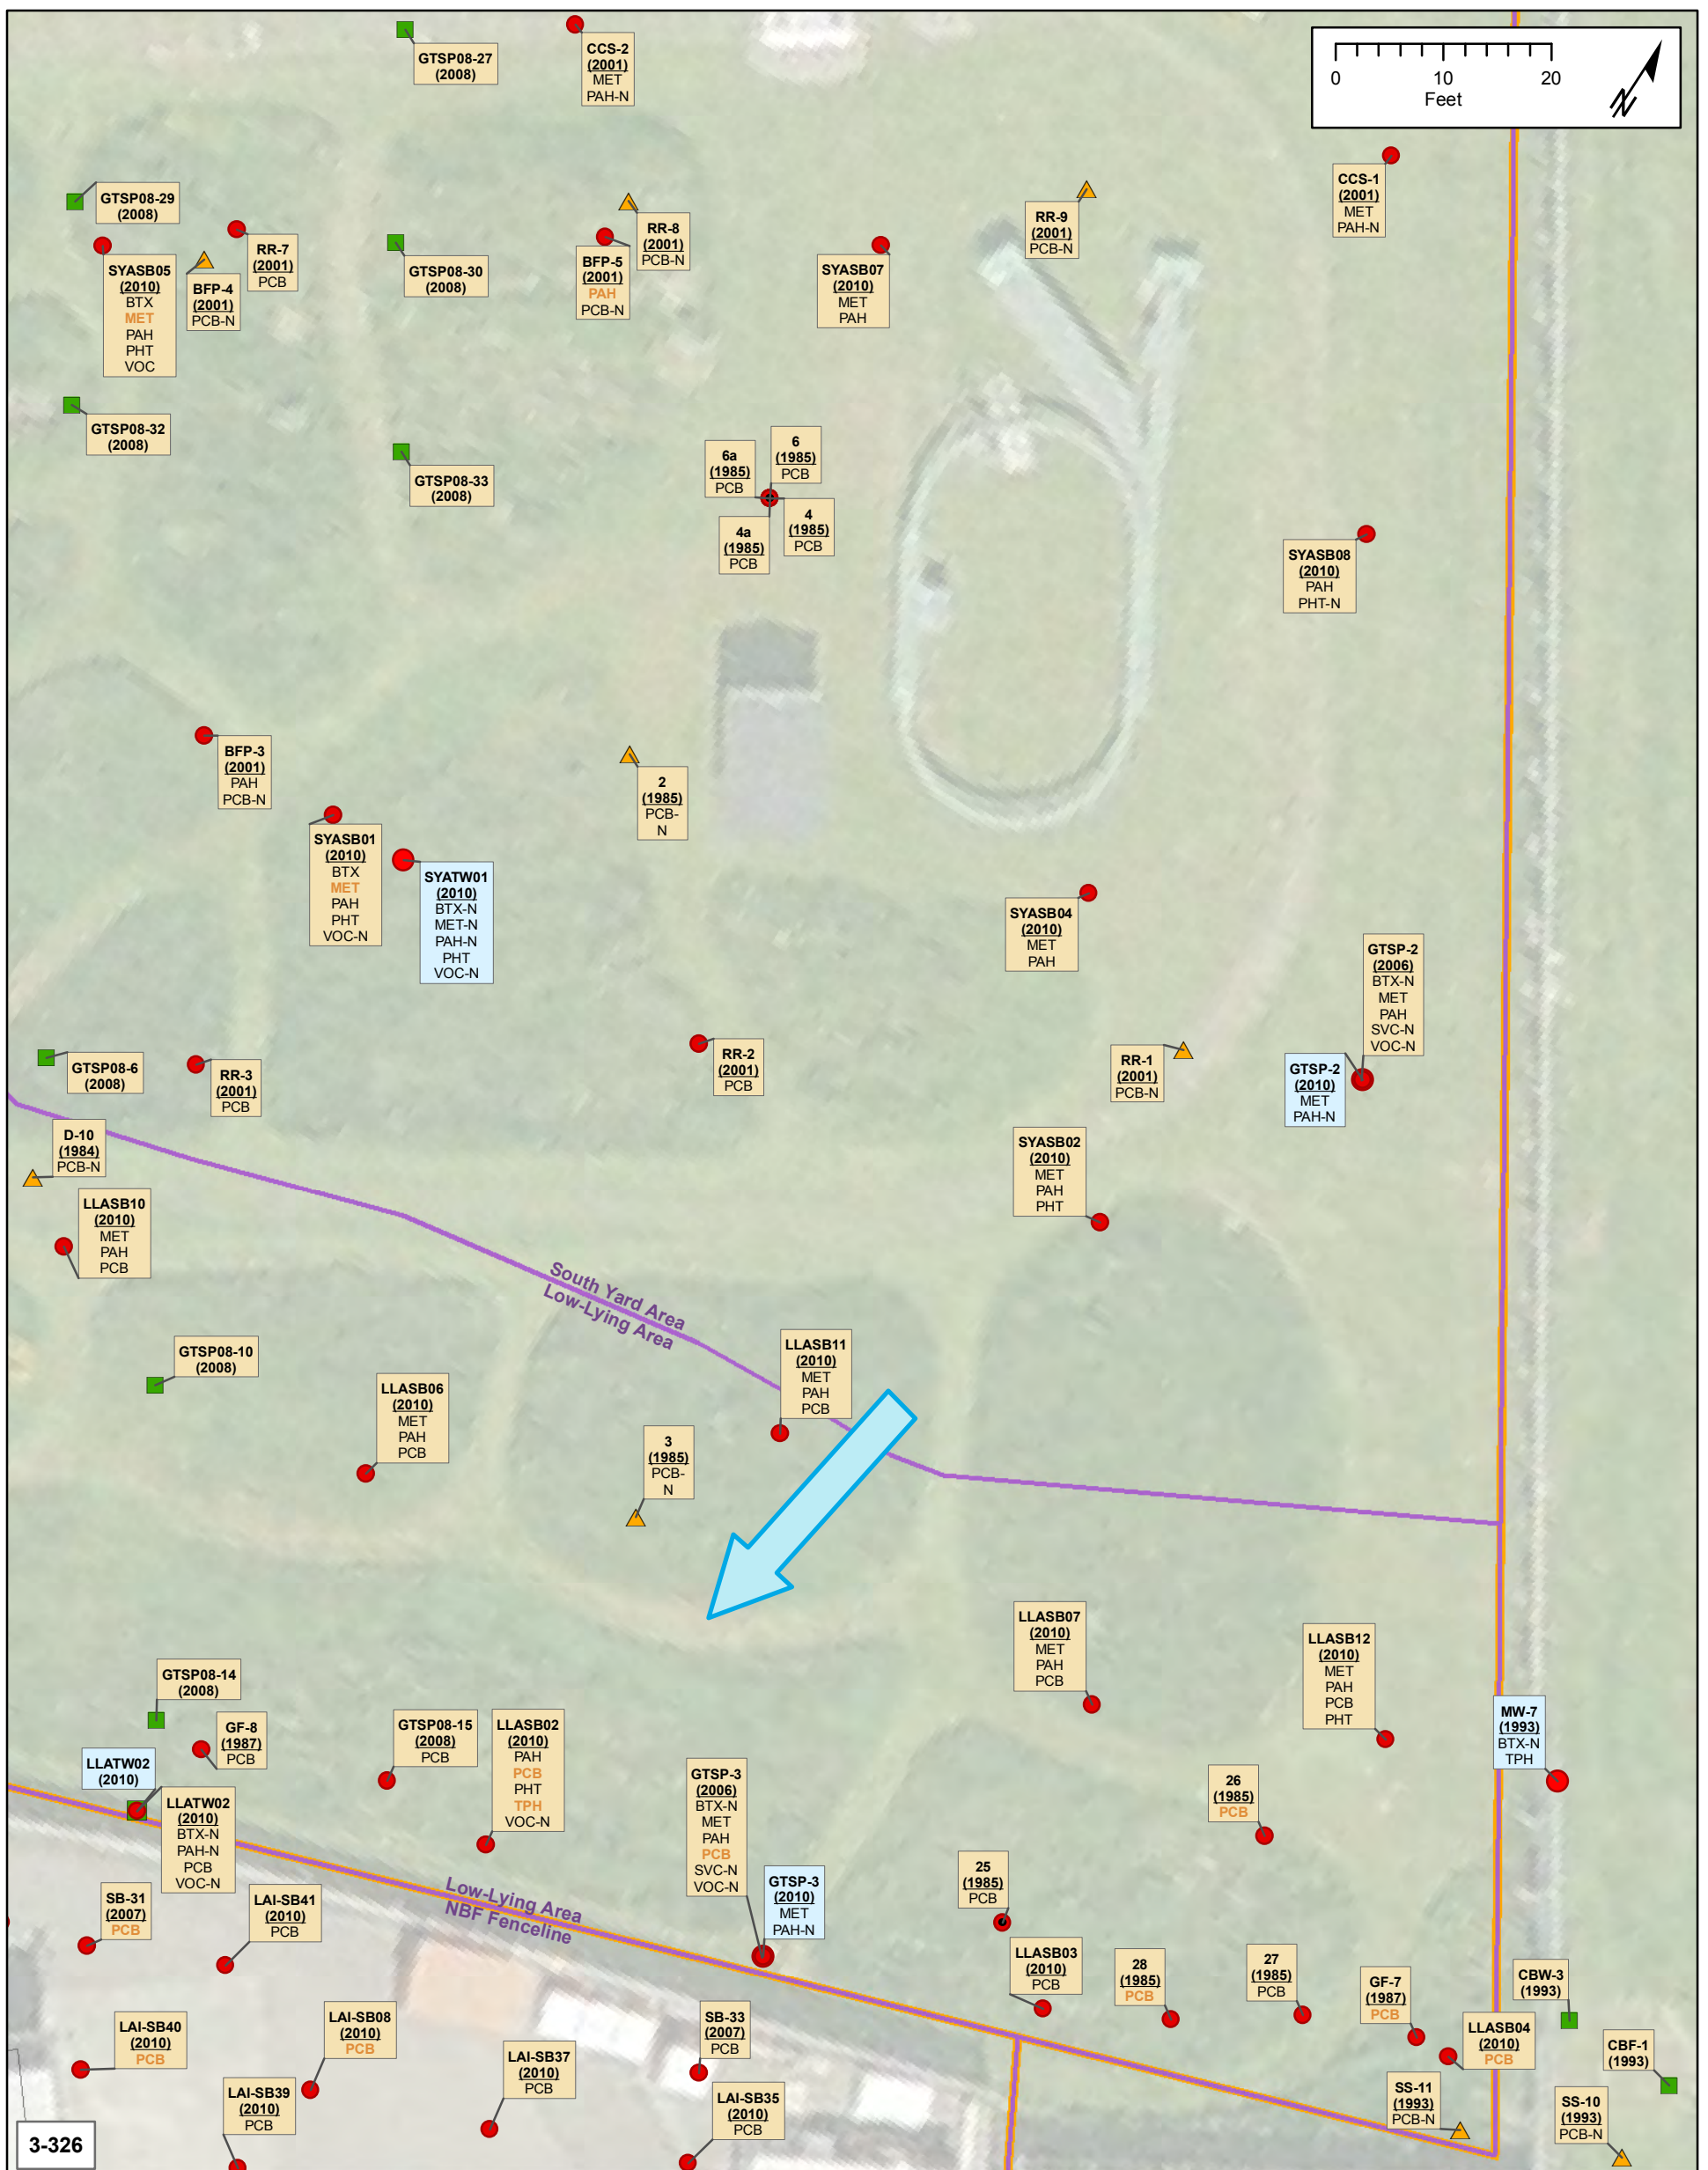 GTSP08-27
(2008)
CCS-2
(2001)
MET
PAH-N
0 10 20
Feet
N
CCS-1
(2001)
MET
PAH-N
GTSP08-29
(2008)
SYASB05
(2010)
BTX
MET
PAH
PHT
VOC
BFP-4
(2001)
PCB-N
RR-7
(2001)
PCB
GTSP08-30
(2008)
BFP-5
(2001)
PAH
PCB-N
RR-8
(2001)
PCB-N
SYASB07
(2010)
MET
PAH
RR-9
(2001)
PCB-N
GTSP08-32
(2008)
GTSP08-33
(2008)
6a
(1985)
PCB
6
(1985)
PCB
4a
(1985)
PCB
4
(1985)
PCB
SYASB08
(2010)
PAH
PHT-N
BFP-3
(2001)
PAH
PCB-N
2
(1985)
PCB-
N
SYASB01
(2010)
BTX
MET
PAH
PHT
VOC-N
SYATW01
(2010)
BTX-N
MET-N
PAH-N
PHT
VOC-N
SYASB04
(2010)
MET
PAH
GTSP-2
(2006)
BTX-N
MET
PAH
SVC-N
VOC-N
GTSP08-6
(2008)
RR-3
(2001)
PCB
RR-2
(2001)
PCB
RR-1
(2001)
PCB-N
GTSP-2
(2010)
MET
PAH-N
D-10
(1984)
PCB-N
LLASB10
(2010)
MET
PAH
PCB
SYASB02
(2010)
MET
PAH
PHT
South Yard Area
Low-Lying Area
GTSP08-10
(2008)
LLASB06
(2010)
MET
PAH
PCB
LLASB11
(2010)
MET
PAH
PCB
3
(1985)
PCB-
N
LLASB07
(2010)
MET
PAH
PCB
LLASB12
(2010)
MET
PAH
PCB
PHT
MW-7
(1993)
BTX-N
TPH
GTSP08-14
(2008)
GF-8
(1987)
PCB
LLATW02
(2010)
LLATW02
(2010)
BTX-N
PAH-N
PCB
VOC-N
GTSP08-15
(2008)
PCB
LLASB02
(2010)
PAH
PCB
PHT
TPH
VOC-N
GTSP-3
(2006)
BTX-N
MET
PAH
PCB
SVC-N
VOC-N
GTSP-3
(2010)
MET
PAH-N
26
(1985)
PCB
25
(1985)
PCB
Low-Lying Area
NBF Fenceline
SB-31
(2007)
PCB
LAI-SB41
(2010)
PCB
LLASB03
(2010)
PCB
28
(1985)
PCB
27
(1985)
PCB
GF-7
(1987)
PCB
CBW-3
(1993)
LLASB04
(2010)
PCB
CBF-1
(1993)
LAI-SB40
(2010)
PCB
LAI-SB08
(2010)
PCB
LAI-SB37
(2010)
PCB
SB-33
(2007)
PCB
LAI-SB39
(2010)
PCB
LAI-SB35
(2010)
PCB
SS-11
(1993)
PCB-N
SS-10
(1993)
PCB-N
3-326